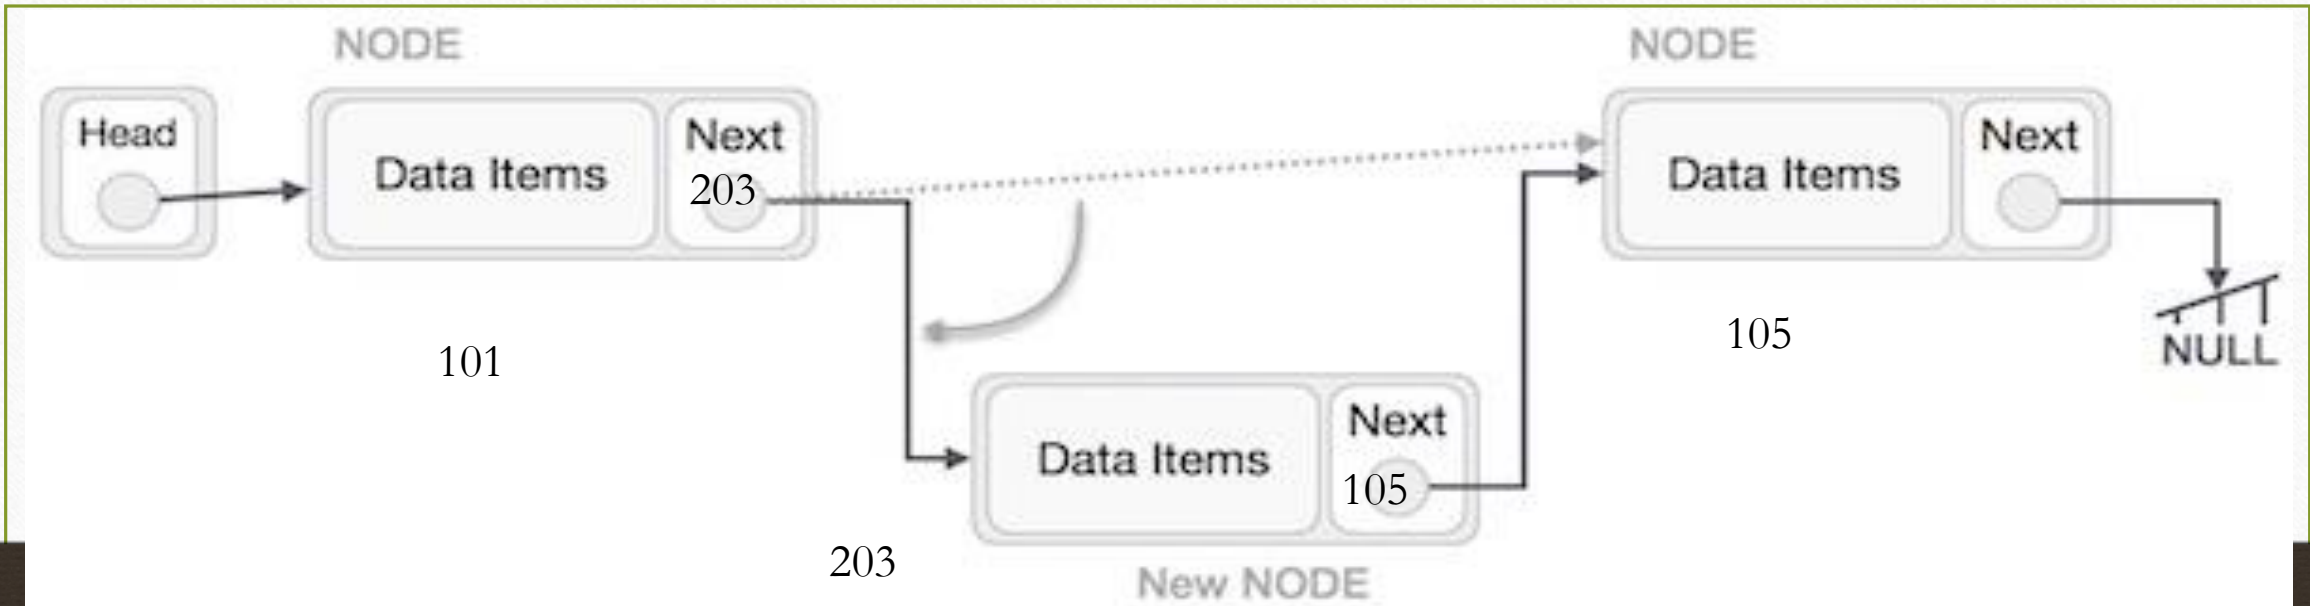 NODE
NODE
Head
Data Items
Next
203
Data Items
Next
101
105
NULL
Data Items
Next
105
203
New NODE